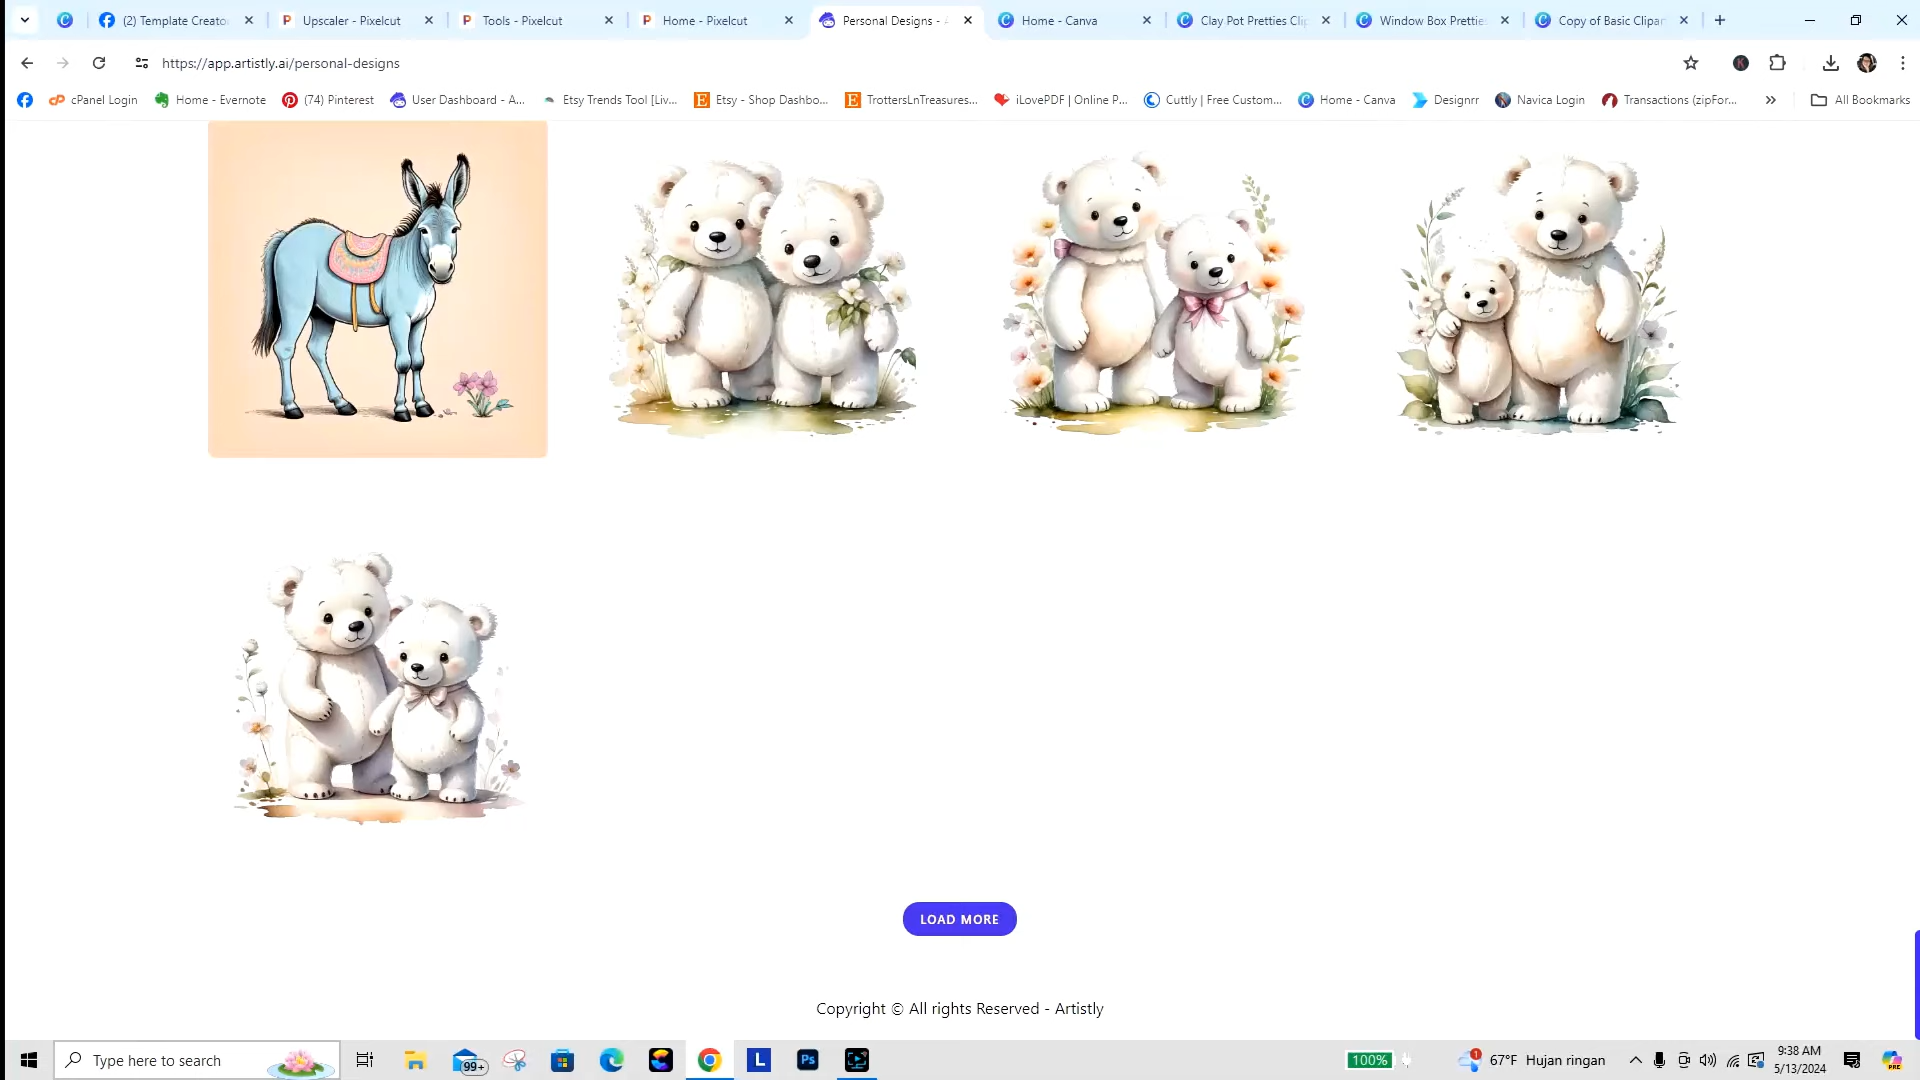 (2) Template Creato
Upscaler - Pixelcut
Tools - Pixelcut
Home - Pixelcut
Personal Designs -
Home - Canva
Clay Pot Pretties Cli
Window Box Prettie
Copy of Basic Clipar
https://app.artistly.ai/personal-designs
cPanel Login
Home - Evernote
(74) Pinterest
User Dashboard - A...
Etsy Trends Tool [Liv...
Etsy - Shop Dashbo...
TrottersLnTreasures...
iLovePDF | Online P...
Cuttly | Free Custom...
Home - Canva
Designrr
Navica Login
Transactions (zipFor...
All Bookmarks
LOAD MORE
Copyright © All rights Reserved - Artistly
Type here to search
99+
L
Ps
100%
1
67°F Hujan ringan
9:38 AM
5/13/2024
PRE